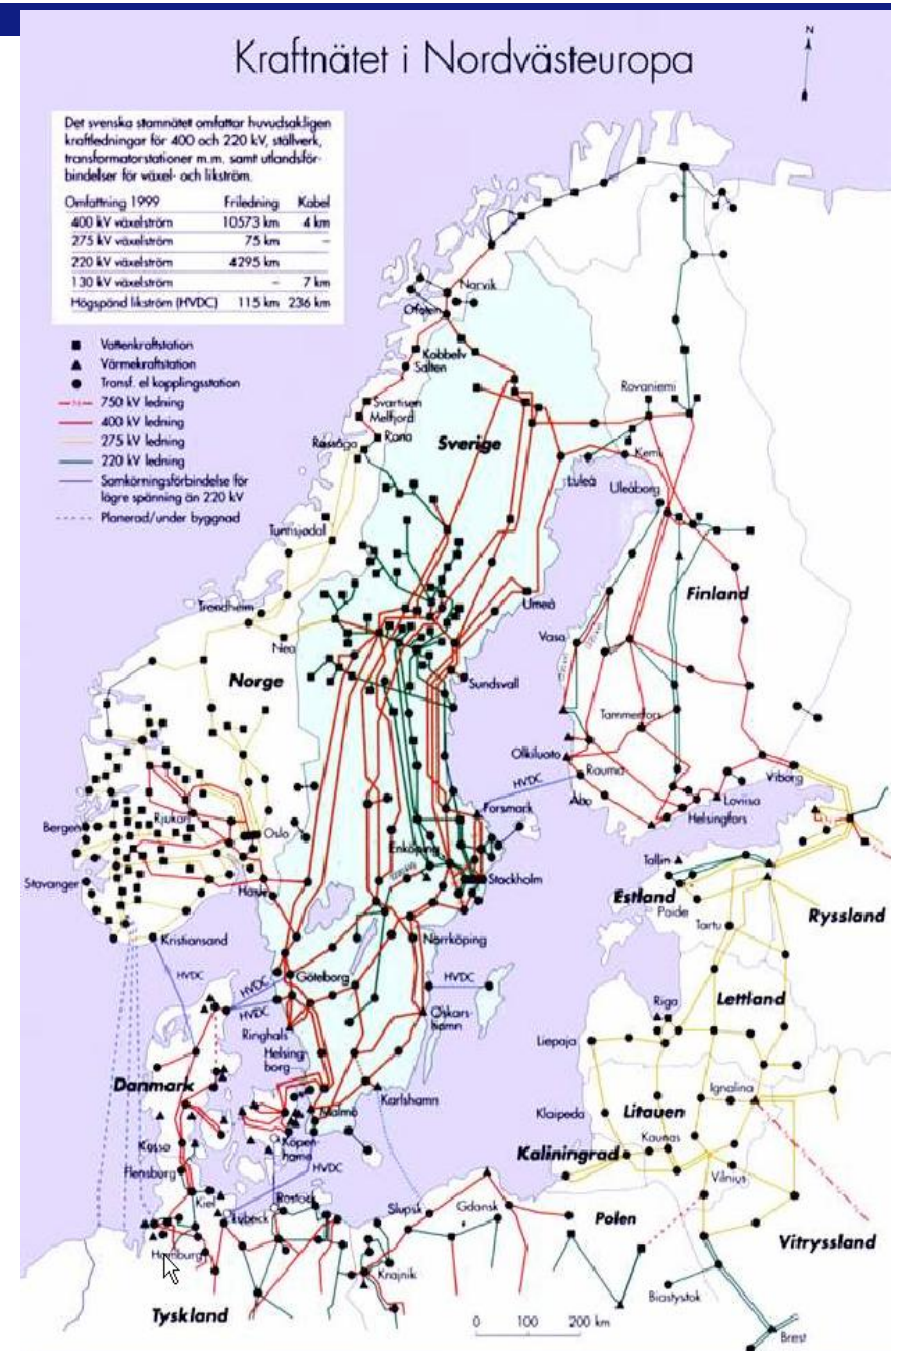 Kraftnätet i Nordvästeuropa
N
Det svenska stamnätet omfattar huvudsakligen
kraftledningar för 400 och 220 kV, ställverk,
transformatorstationer m.m. samt utlandsför-
bindelser för växel- och likström.
Omfattning 1999 Friledning Kabel
400 kV växelström 10573 km 4 km
275 kV växelström 75 km –
220 kV växelström 4295 km
130 kV växelström – 7 km
Högspänd likström (HVDC) 115 km 236 km
Vattenkraftstation
Värmekraftstation
Transf. el kopplingsstation
750 kV ledning
400 kV ledning
275 kV ledning
220 kV ledning
Samkörningsförbindelse för
lägre spänning än 220 kV
Planerad/under byggnad
Narvik
Ofoten
Kobbelv
Salten
Svartisen
Melfjord
Rana
Røssåga
Sverige
Rovaniemi
Kemi
Luleå
Uleåborg
Tunnsjødal
Finland
Trondheim
Umeå
Vasa
Nea
Norge
Sundsvall
Tammerfors
Olkiluoto
Rauma
Viborg
HVDC
Åbo
Lovisa
Forsmark
Helsingfors
Rjukan
Bergen
Oslo
Enköping
Tallin
Stavanger
Hasle
Stockholm
Estland
Paide
Ryssland
Tartu
Kristiansand
Norrköping
HVDC
HVDC
Göteborg
HVDC
HVDC
Riga
Lettland
Ringhals
Oskars-
hamn
Liepaja
Helsing-
borg
Danmark
Karlshamn
Ignalina
Malmö
Klaipeda
Litauen
Kassø
Köpen-
hamn
Kaunas
Kaliningrad
HVDC
Flensburg
Vilnius
Kiel
Rostock
Lübeck
Slupsk
Gdansk
Polen
Vitryssland
Hamburg
Krajnik
Biastystok
Tyskland
0 100 200 km
Brest